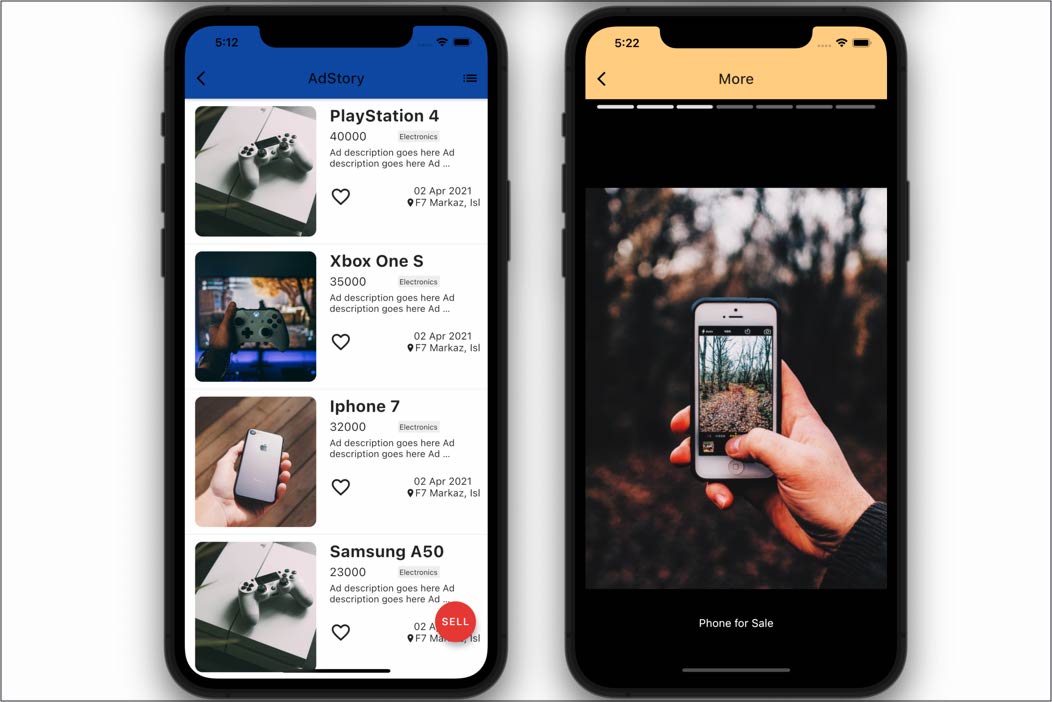 5:12
AdStory
PlayStation 4
40000 Electronics
Ad description goes here Ad
description goes here Ad ...
02 Apr 2021
F7 Markaz, Isl
Xbox One S
35000 Electronics
Ad description goes here Ad
description goes here Ad ...
02 Apr 2021
F7 Markaz, Isl
Iphone 7
32000 Electronics
Ad description goes here Ad
description goes here Ad ...
02 Apr 2021
F7 Markaz, Isl
Samsung A50
23000 Electronics
Ad description goes here Ad
description goes here Ad ...
SELL
02 A
F7 Ma
sl
5:22
More
Phone for Sale